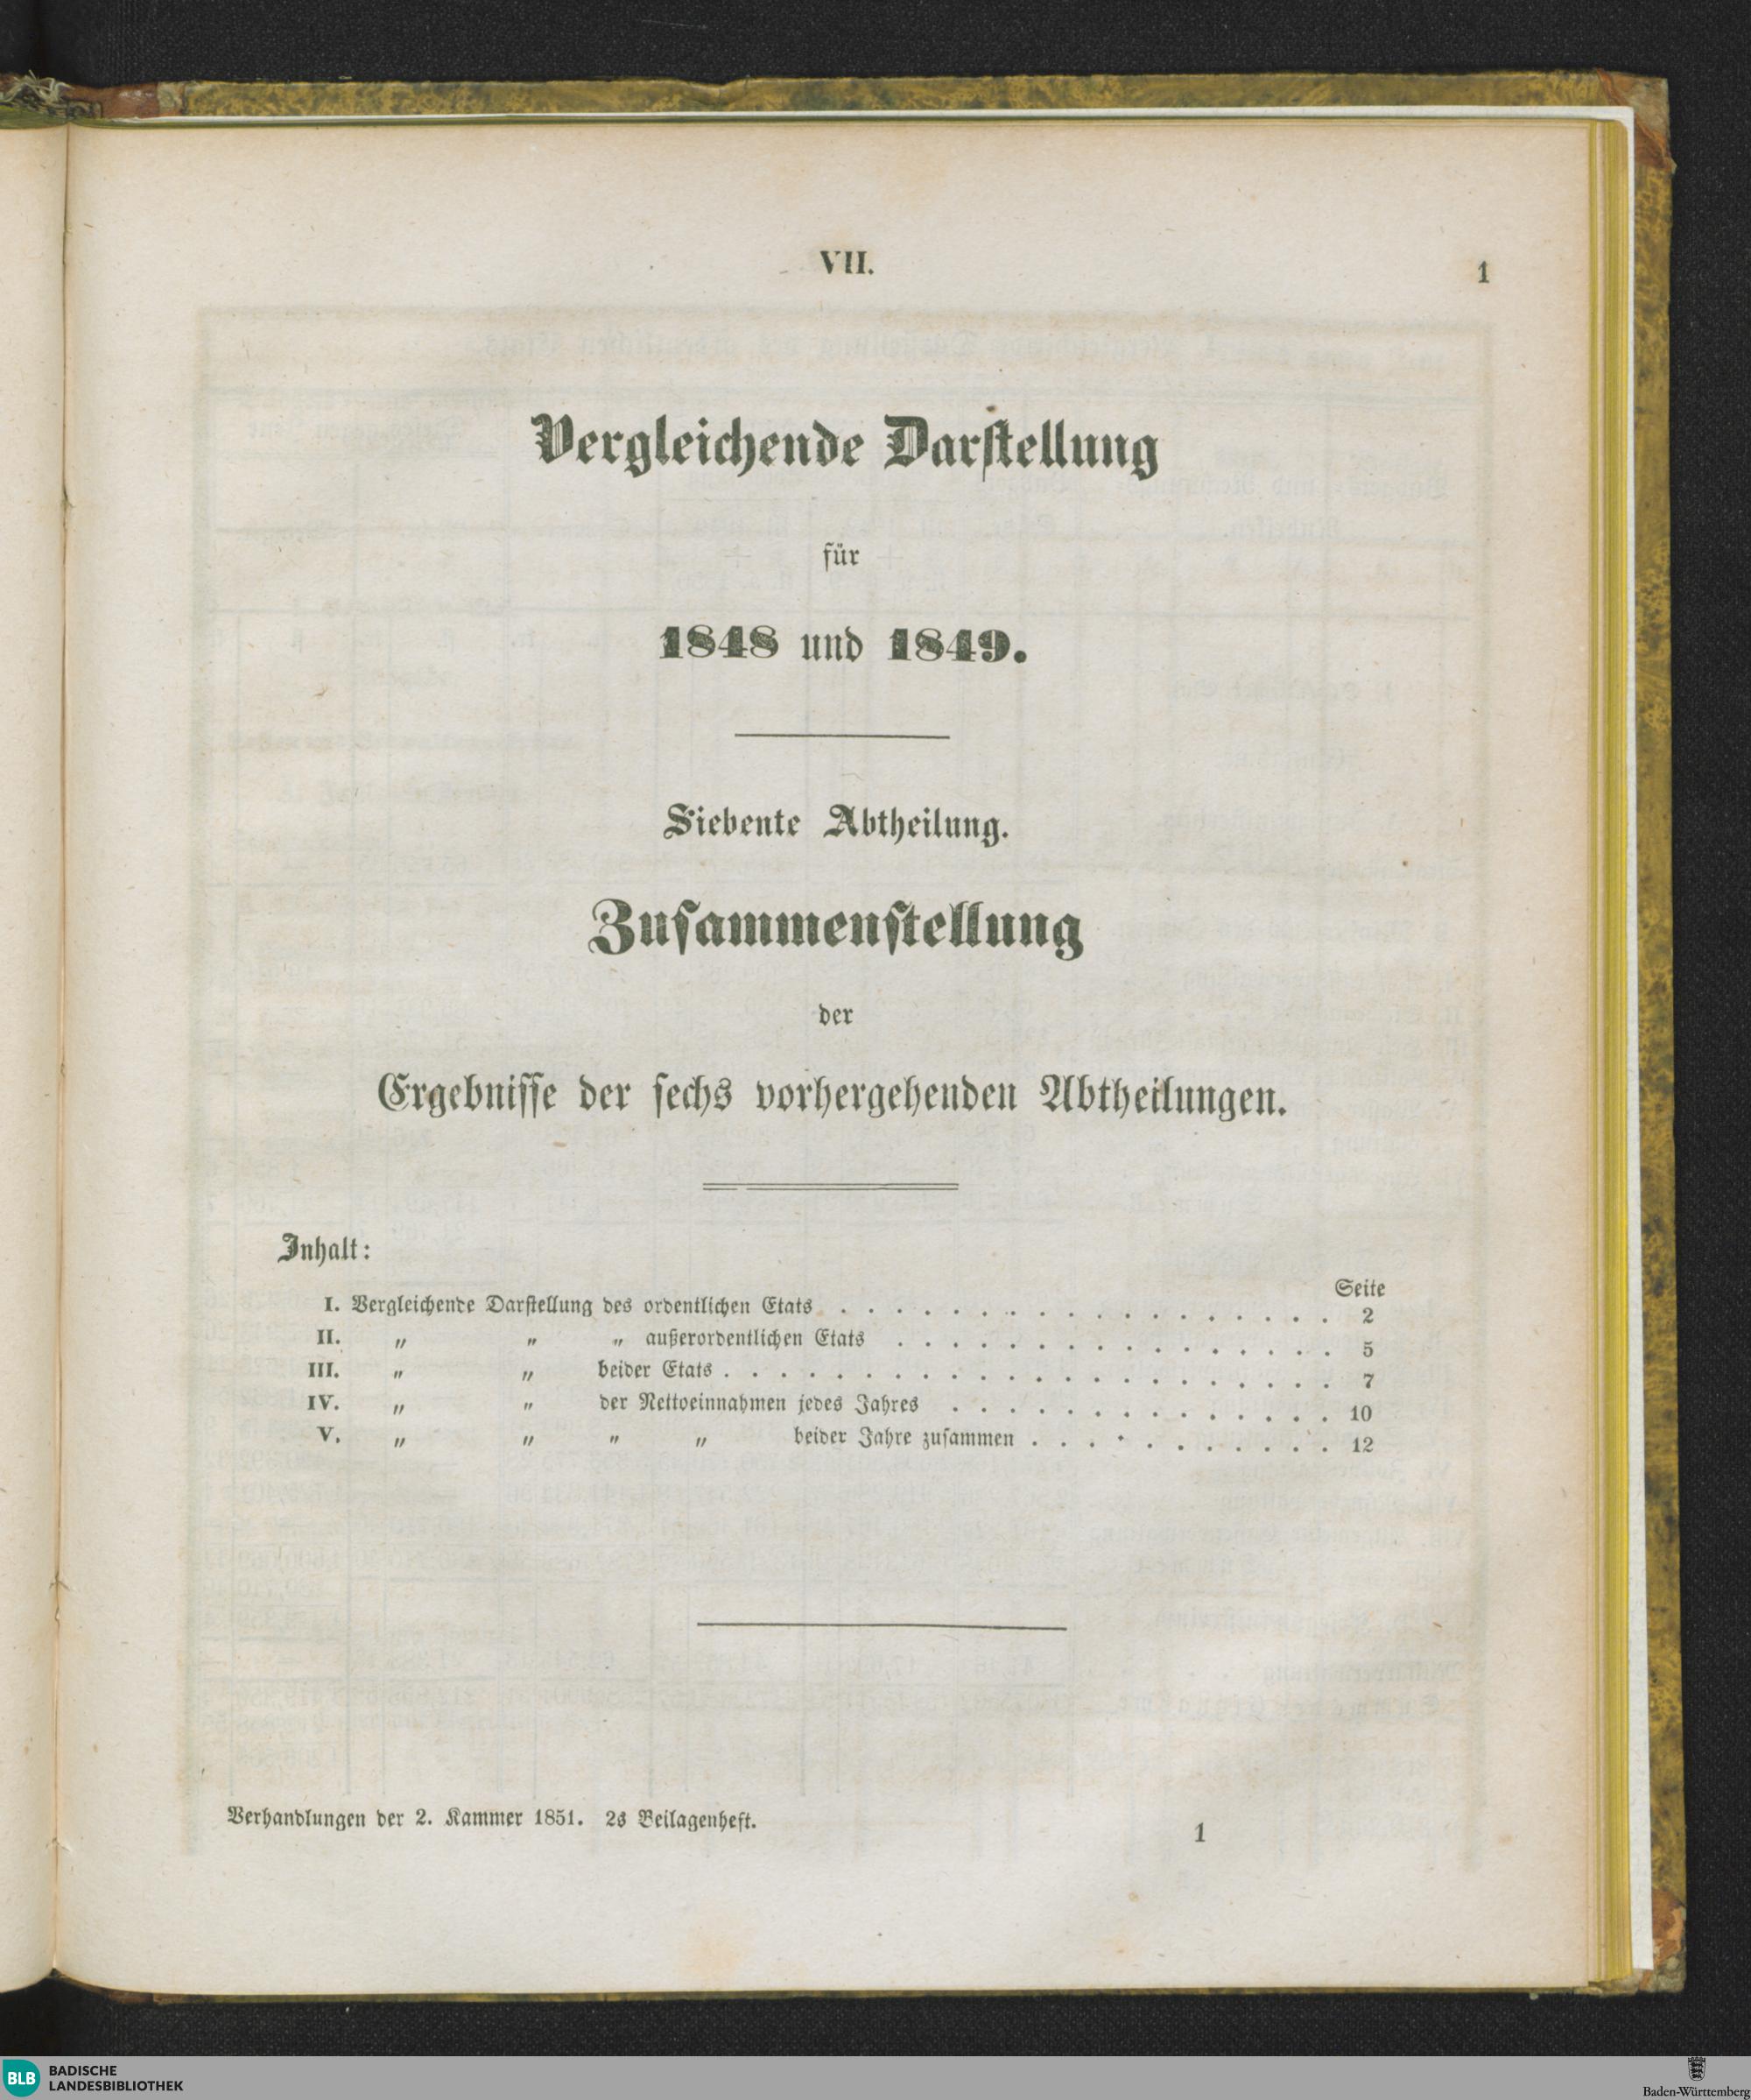 VII.
1
Vergleichende Darstellung
für
1848 und 1849.
Siebente Abtheilung.
Zusammenstellung
der
Ergebnisse der sechs vorhergehenden Abtheilungen.
Inhalt:
Seite
I. Vergleichende Darstellung des ordentlichen Etats . . . . . . . . . . . . . . . . . . 2
II. „ „ „ außerordentlichen Etats . . . . . . . . . . . . . . . . 5
III. „ „ beider Etats . . . . . . . . . . . . . . . . . . . . . . 7
IV. „ „ der Nettoeinnahmen jedes Jahres . . . . . . . . . . . . . . 10
V. „ „ „ „ beider Jahre zusammen . . . . . . . . . . . 12
Verhandlungen der 2. Kammer 1851. 2s Beilagenheft.
1
BLB BADISCHE
LANDESBIBLIOTHEK
Baden-Württemberg